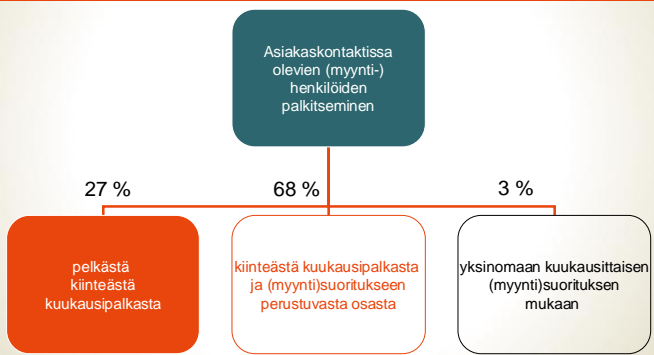 Asiakaskontaktissa
olevien (myynti-)
henkilöiden
palkitseminen
27 %
68 %
3 %
pelkästä
kiinteästä
kuukausipalkasta
kiinteästä kuukausipalkasta
ja (myynti)suoritukseen
perustuvasta osasta
yksinomaan kuukausittaisen
(myynti)suorituksen
mukaan